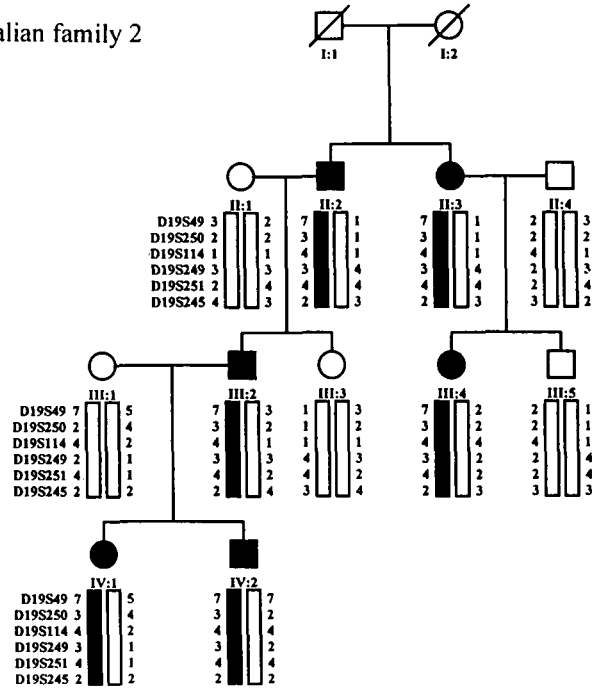 alian family 2
I:1 I:2
II:1 II:2 II:3 II:4
D19S49 3 2 7 1 7 1 2 3
D19S250 2 2 3 1 3 1 2 2
D19S114 1 1 4 1 4 1 4 1
D19S249 3 3 3 4 3 4 2 3
D19S251 2 4 4 4 4 4 2 4
D19S245 4 3 2 3 2 3 3 2
III:1 III:2 III:3 III:4 III:5
D19S49 7 5 7 3 1 3 7 2 2 1
D19S250 2 4 3 2 1 2 3 2 2 1
D19S114 4 2 4 1 1 1 4 4 4 1
D19S249 2 1 3 3 4 3 3 2 2 4
D19S251 4 1 4 2 4 2 4 2 2 4
D19S245 2 2 2 4 3 4 2 3 3 3
IV:1 IV:2
D19S49 7 5 7 7
D19S250 3 4 3 2
D19S114 4 2 4 4
D19S249 3 1 3 2
D19S251 4 1 4 4
D19S245 2 2 2 2